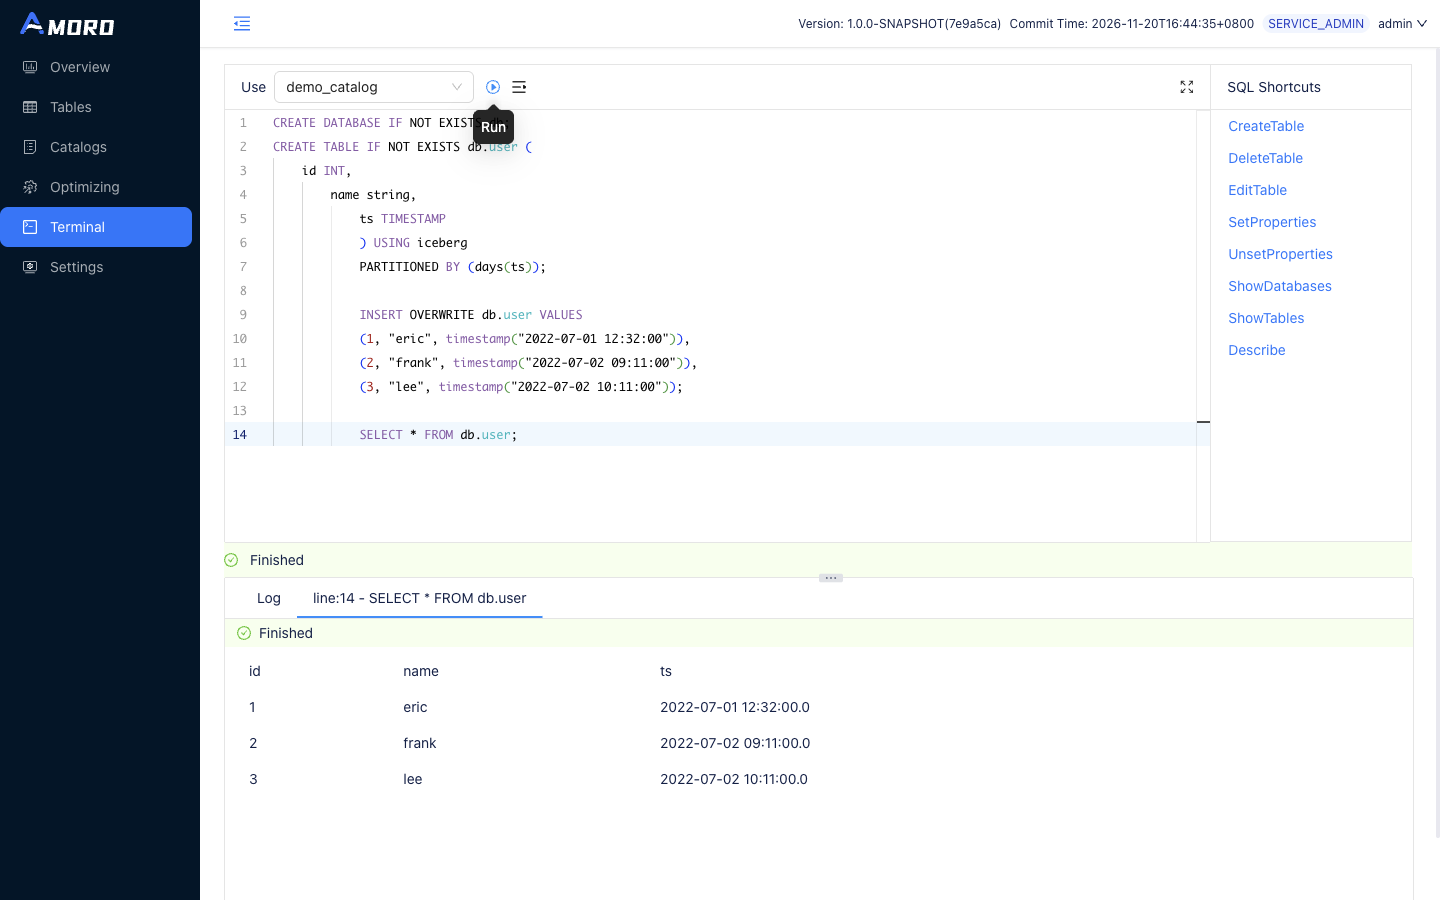 AMORO
Overview
Tables
Catalogs
Optimizing
Terminal
Settings
Version: 1.0.0-SNAPSHOT(7e9a5ca) Commit Time: 2026-11-20T16:44:35+0800 SERVICE_ADMIN admin
Use demo_catalog
Run
1 CREATE DATABASE IF NOT EXISTS
2 CREATE TABLE IF NOT EXISTS db.user (
3 id INT,
4 name string,
5 ts TIMESTAMP
6 ) USING iceberg
7 PARTITIONED BY (days(ts));
8
9 INSERT OVERWRITE db.user VALUES
10 (1, "eric", timestamp("2022-07-01 12:32:00")),
11 (2, "frank", timestamp("2022-07-02 09:11:00")),
12 (3, "lee", timestamp("2022-07-02 10:11:00"));
13
14 SELECT * FROM db.user;
SQL Shortcuts
CreateTable
DeleteTable
EditTable
SetProperties
UnsetProperties
ShowDatabases
ShowTables
Describe
Finished
Log line:14 - SELECT * FROM db.user
Finished
id name ts
1 eric 2022-07-01 12:32:00.0
2 frank 2022-07-02 09:11:00.0
3 lee 2022-07-02 10:11:00.0